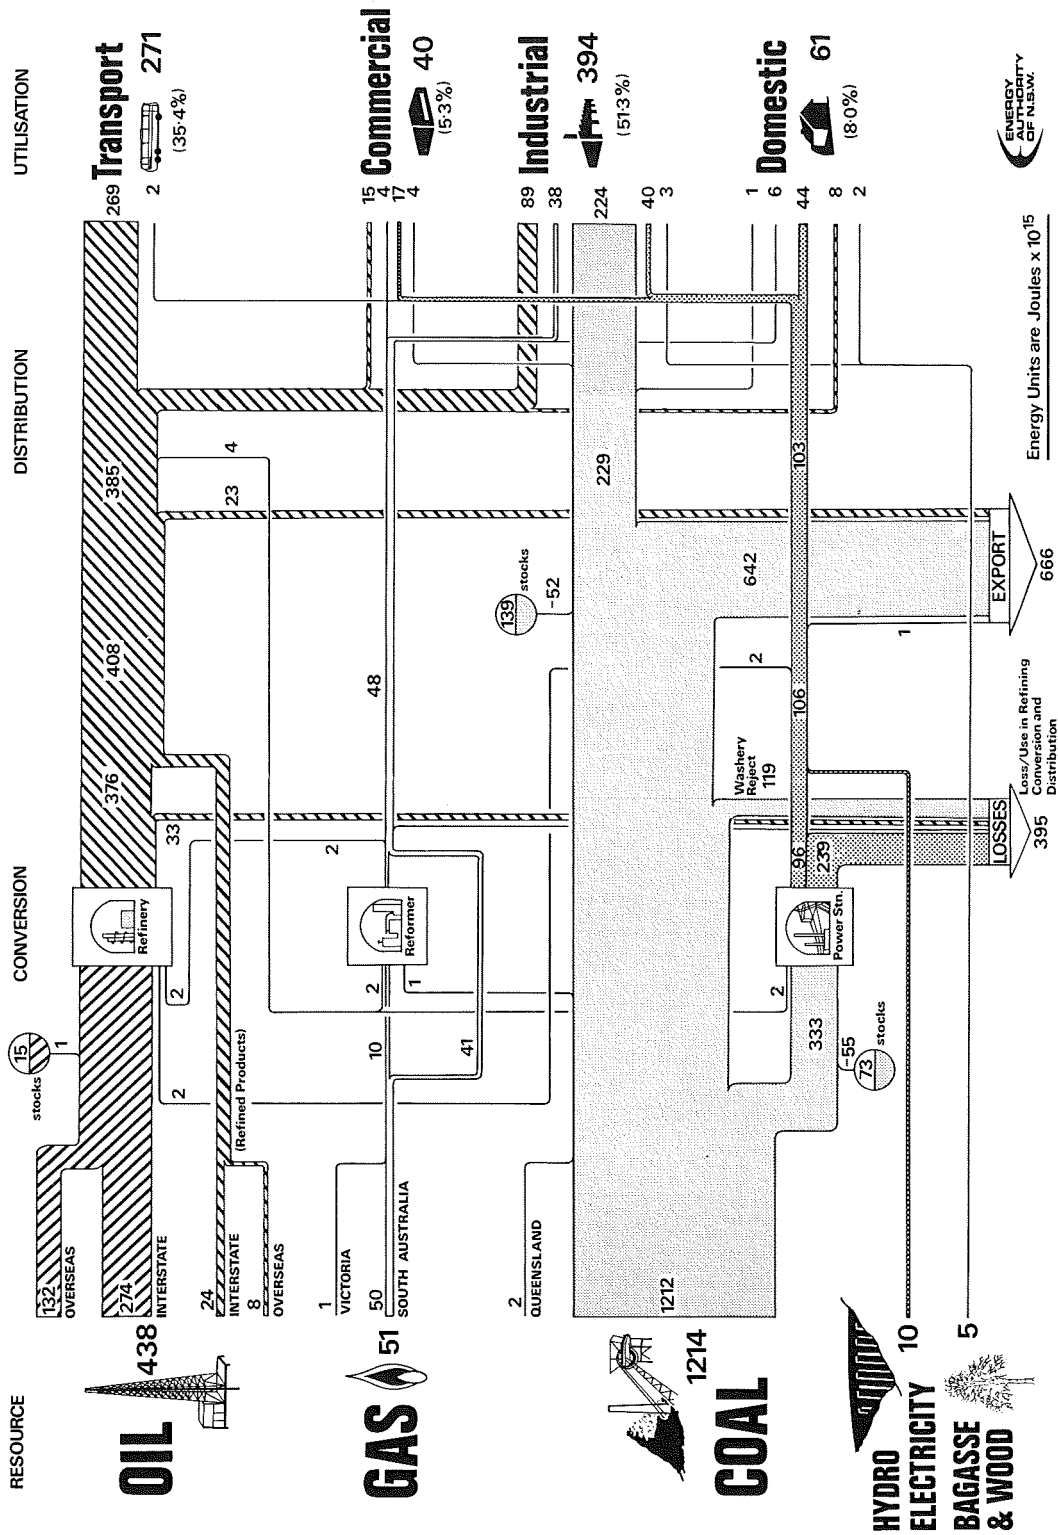 RESOURCE
CONVERSION
DISTRIBUTION
UTILISATION
OIL
438
132
OVERSEAS
274
INTERSTATE
24
INTERSTATE
8
OVERSEAS
(Refined Products)
stocks
15
1
2
2
Refinery
33
376
408
385
23
4
269
2
Transport
271
(35·4%)
GAS
51
1
VICTORIA
50
SOUTH AUSTRALIA
10
41
2
1
Reformer
2
48
15
4
17
4
Commercial
40
(5·3%)
COAL
1214
2
QUEENSLAND
1212
139
stocks
-52
229
642
89
38
224
40
3
Industrial
394
(51·3%)
333
-55
73
stocks
2
Power Stn.
96
239
Washery
Reject
119
2
106
103
1
1
6
44
8
2
Domestic
61
(8·0%)
HYDRO
ELECTRICITY
10
BAGASSE
& WOOD
5
LOSSES
395
Loss/Use in Refining
Conversion and
Distribution
EXPORT
666
Energy Units are Joules x 10¹⁵
ENERGY
AUTHORITY
OF N.S.W.